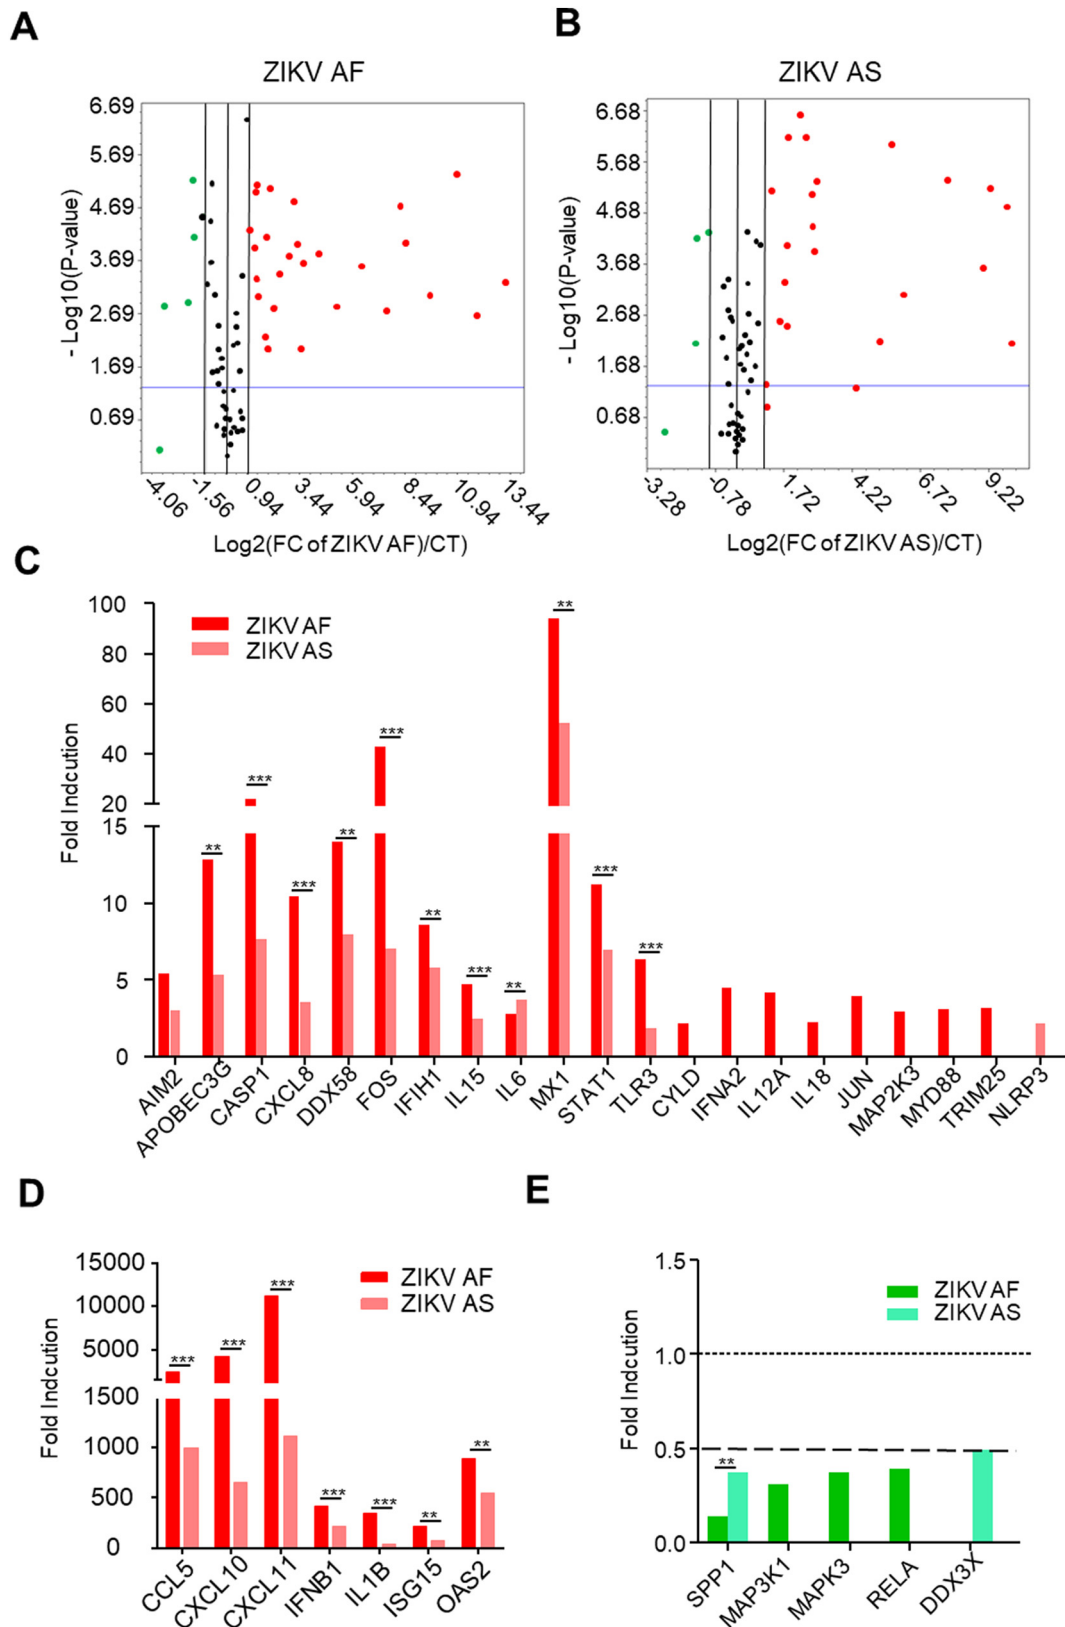 A
ZIKV AF
6.69
5.69
4.69
3.69
2.69
1.69
0.69
- Log10(P-value)
-4.06
-1.56
0.94
3.44
5.94
8.44
10.94
13.44
Log2(FC of ZIKV AF)/CT)
B
ZIKV AS
6.68
5.68
4.68
3.68
2.68
1.68
0.68
- Log10(P-value)
-3.28
-0.78
1.72
4.22
6.72
9.22
Log2(FC of ZIKV AS)/CT)
C
ZIKV AF
ZIKV AS
100
80
60
40
20
15
10
5
0
Fold Indcution
**
***
***
**
***
**
***
**
**
***
***
AIM2
APOBEC3G
CASP1
CXCL8
DDX58
FOS
IFIH1
IL15
IL6
MX1
STAT1
TLR3
CYLD
IFNA2
IL12A
IL18
JUN
MAP2K3
MYD88
TRIM25
NLRP3
D
ZIKV AF
ZIKV AS
15000
10000
5000
1500
1000
500
0
Fold Indcution
***
***
***
***
***
**
**
CCL5
CXCL10
CXCL11
IFNB1
IL1B
ISG15
OAS2
E
ZIKV AF
ZIKV AS
1.5
1.0
0.5
0.0
Fold Indcution
**
SPP1
MAP3K1
MAPK3
RELA
DDX3X